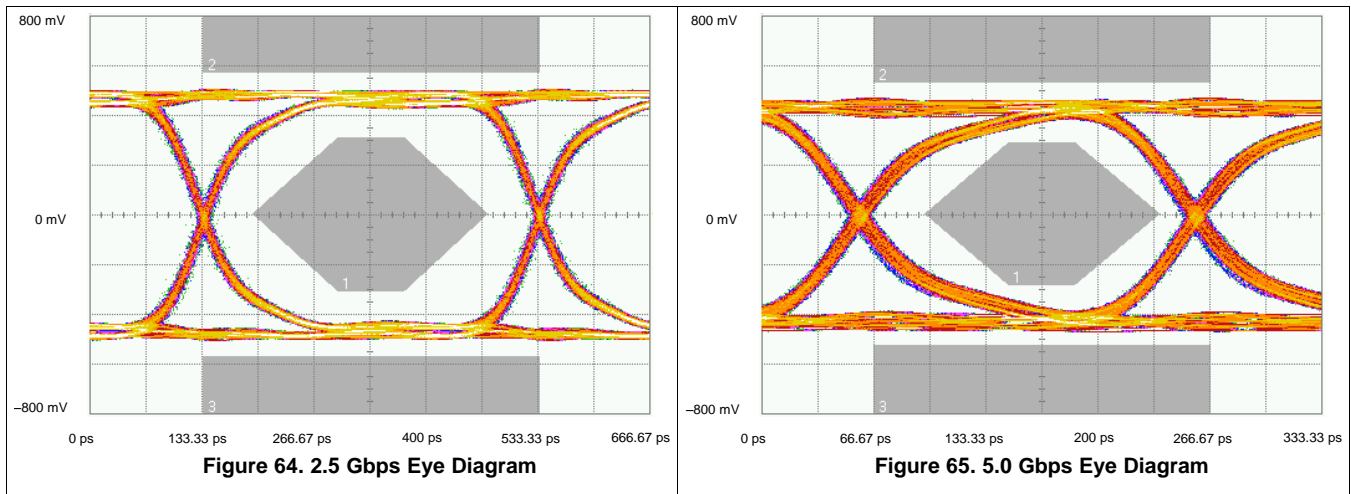 800 mV
2
0 mV
1
–800 mV
3
0 ps 133.33 ps 266.67 ps 400 ps 533.33 ps 666.67 ps
Figure 64. 2.5 Gbps Eye Diagram
800 mV
2
0 mV
1
–800 mV
3
0 ps 66.67 ps 133.33 ps 200 ps 266.67 ps 333.33 ps
Figure 65. 5.0 Gbps Eye Diagram